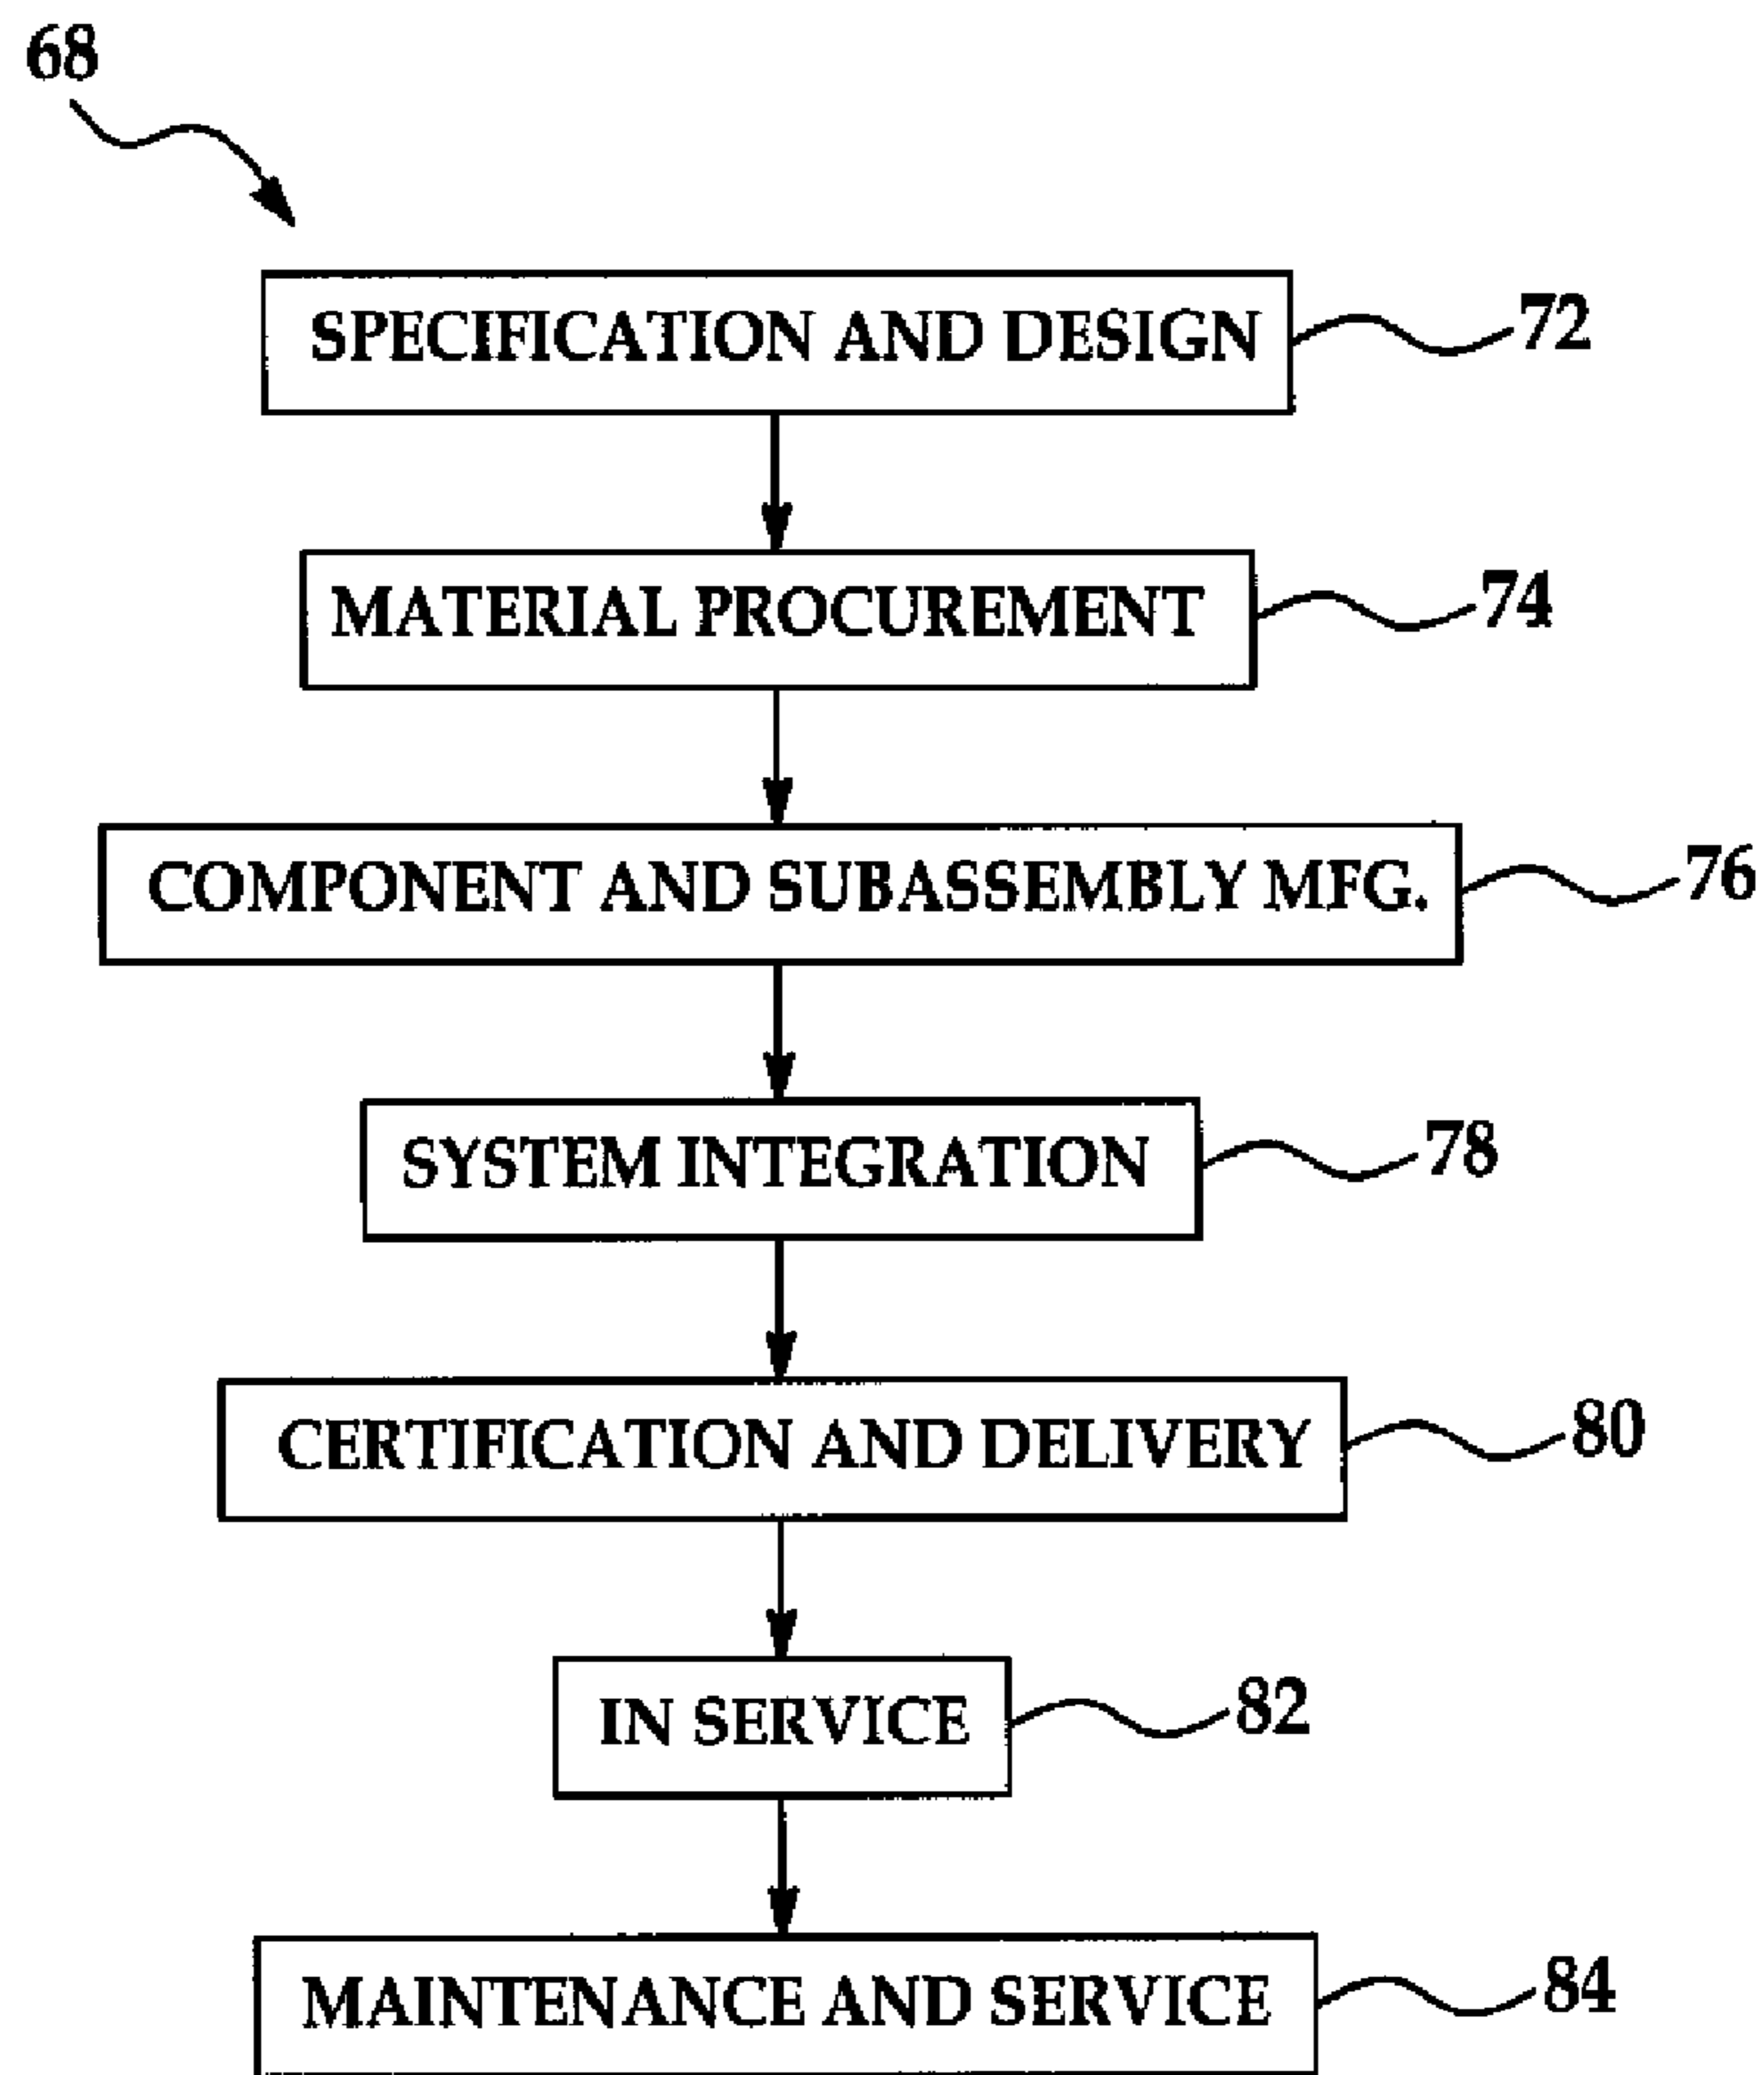 68
SPECIFICATION AND DESIGN
72
MATERIAL PROCUREMENT
74
COMPONENT AND SUBASSEMBLY MFG.
76
SYSTEM INTEGRATION
78
CERTIFICATION AND DELIVERY
80
IN SERVICE
82
MAINTENANCE AND SERVICE
84